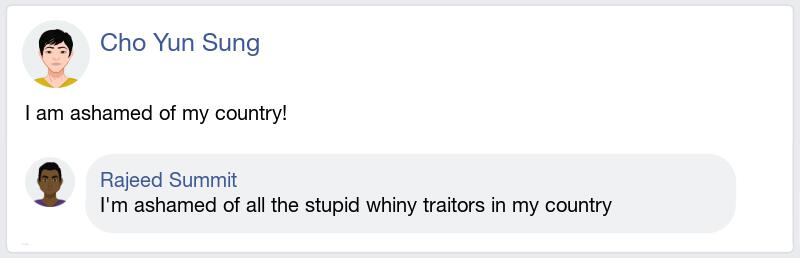 Cho Yun Sung
I am ashamed of my country!
Rajeed Summit
I'm ashamed of all the stupid whiny traitors in my country